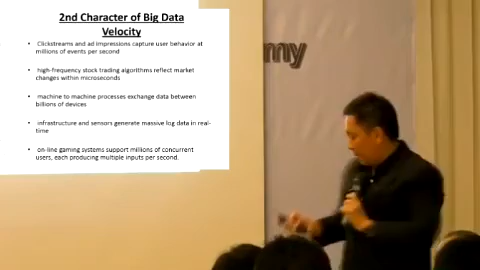 2nd Character of Big Data
Velocity
• Clickstreams and ad impressions capture user behavior at
millions of events per second
• high-frequency stock trading algorithms reflect market
changes within microseconds
• machine to machine processes exchange data between
billions of devices
• infrastructure and sensors generate massive log data in real-
time
• on-line gaming systems support millions of concurrent
users, each producing multiple inputs per second.
my